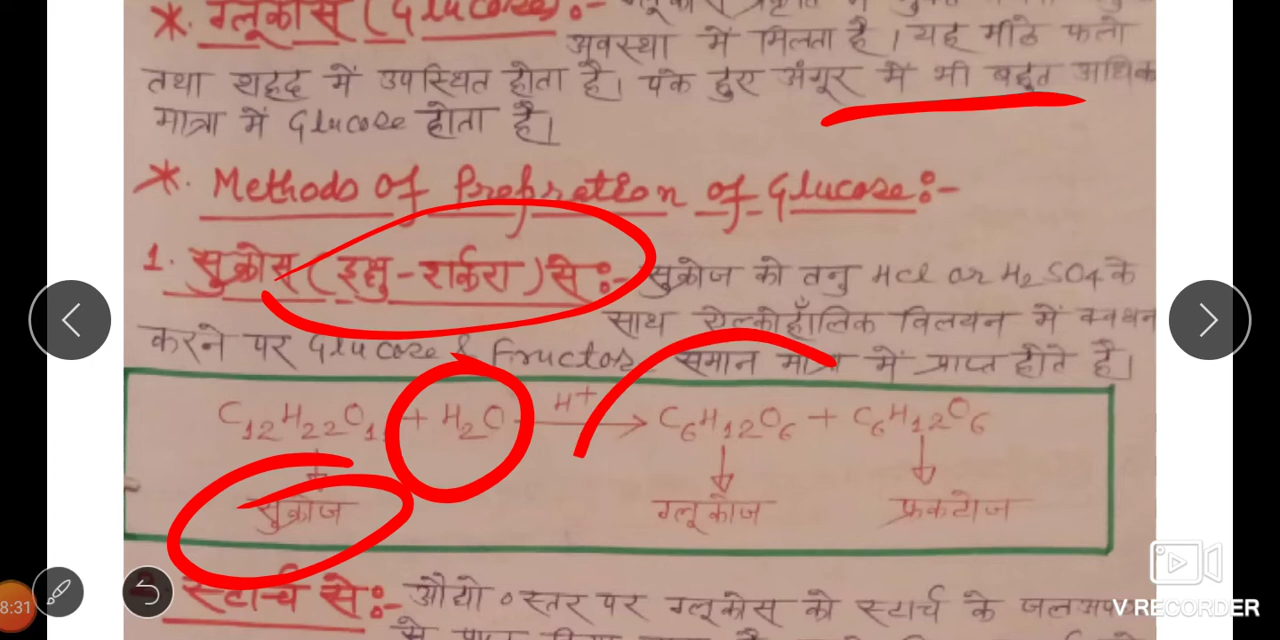 *. ग्लूकोस (Glucose) :-
अवस्था में मिलता है। यह मीठे फलो
तथा शहद में उपस्थित होता है। पके हुए अंगूर में भी बहुत अधिक
मात्रा में Glucose होता है।
*. Methods of Prepration of Glucose :-
1. सुक्रोस (इक्षु-शर्करा) से :- सुक्रोज को तनु HCl or H2SO4 के
साथ ऐल्कोहॉलिक विलयन में क्वथन
करने पर Glucose & Fructose समान मात्रा में प्राप्त होते है।
C12H22O11 + H2O H+ → C6H12O6 + C6H12O6
सुक्रोज ग्लूकोज फ्रक्टोज
स्टार्च से :- औद्यो॰ स्तर पर ग्लूकोस को स्टार्च के
8:31
V RECORDER